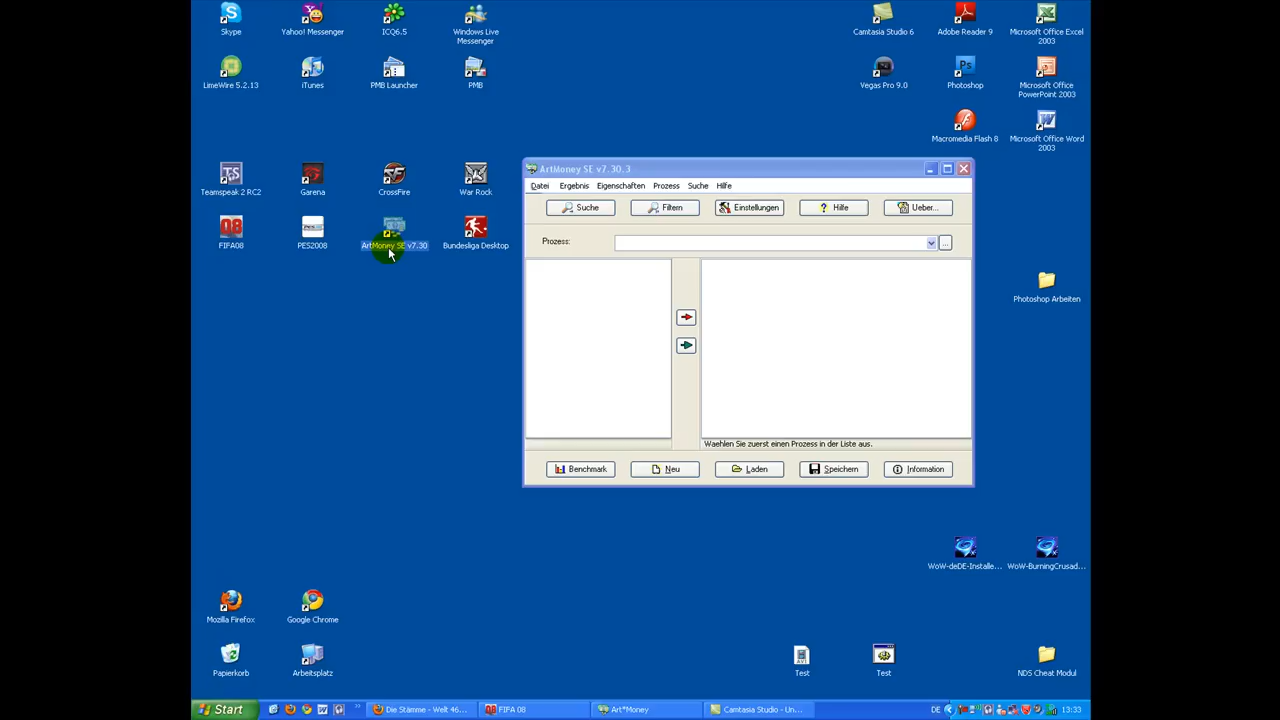 Skype
Yahoo! Messenger
ICQ6.5
Windows Live
Messenger
Camtasia Studio 6
Adobe Reader 9
Microsoft Office Excel
2003
LimeWire 5.2.13
iTunes
PMB Launcher
PMB
Vegas Pro 9.0
Photoshop
Microsoft Office
PowerPoint 2003
Macromedia Flash 8
Microsoft Office Word
2003
Teamspeak 2 RC2
Garena
CrossFire
War Rock
FIFA08
PES2008
ArtMoney SE v7.30
Bundesliga Desktop
ArtMoney SE v7.30.3
Datei Ergebnis Eigenschaften Prozess Suche Hilfe
Suche Filtern Einstellungen Hilfe Ueber...
Prozess:
...
Waehlen Sie zuerst einen Prozess in der Liste aus.
Benchmark Neu Laden Speichern Information
Photoshop Arbeiten
WoW-deDE-Installe...
WoW-BurningCrusad...
Mozilla Firefox
Google Chrome
Papierkorb
Arbeitsplatz
Test
Test
NDS Cheat Modul
Start
Die Stämme - Welt 46...
FIFA 08
Art*Money
Camtasia Studio - Un...
DE
13:33